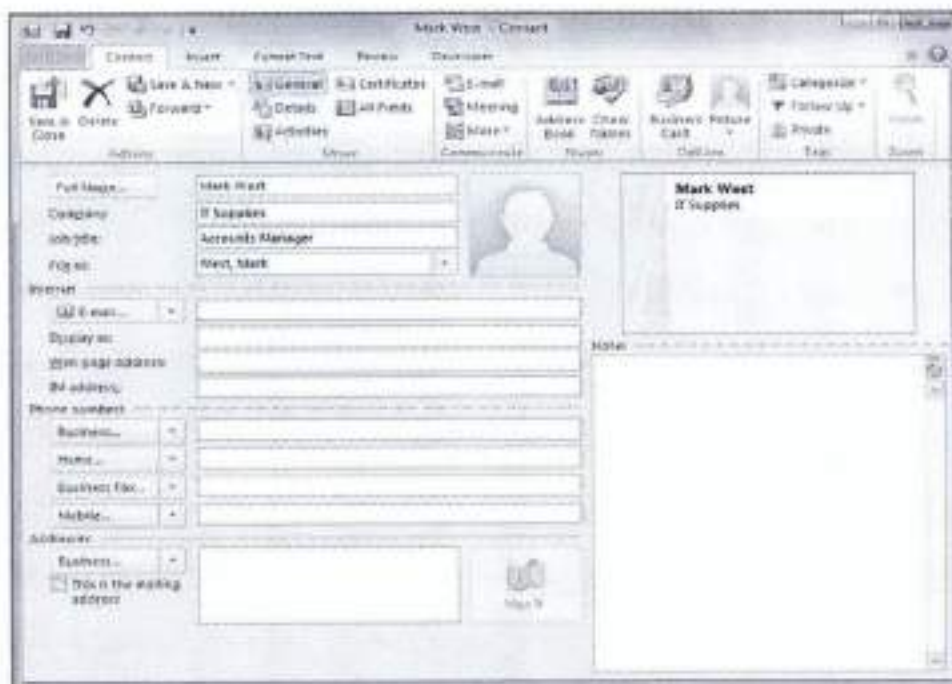 Mark West - Contact
File Contact Insert Format Text Review Developer
Save & Close
Delete
Save & New
Forward
Actions
General
Details
Activities
Certificates
All Fields
Show
E-mail
Meeting
More
Communicate
Address Book
Check Names
Names
Business Card
Picture
Options
Categorize
Follow Up
Private
Tags
Zoom
Zoom
Full Name... Mark West
Company: IT Supplies
Job title: Accounts Manager
File as: West, Mark
Mark West
IT Supplies
Internet
E-mail...
Display as:
Web page address:
IM address:
Phone numbers
Business...
Home...
Business Fax...
Mobile...
Addresses
Business...
This is the mailing address
Map It
Notes